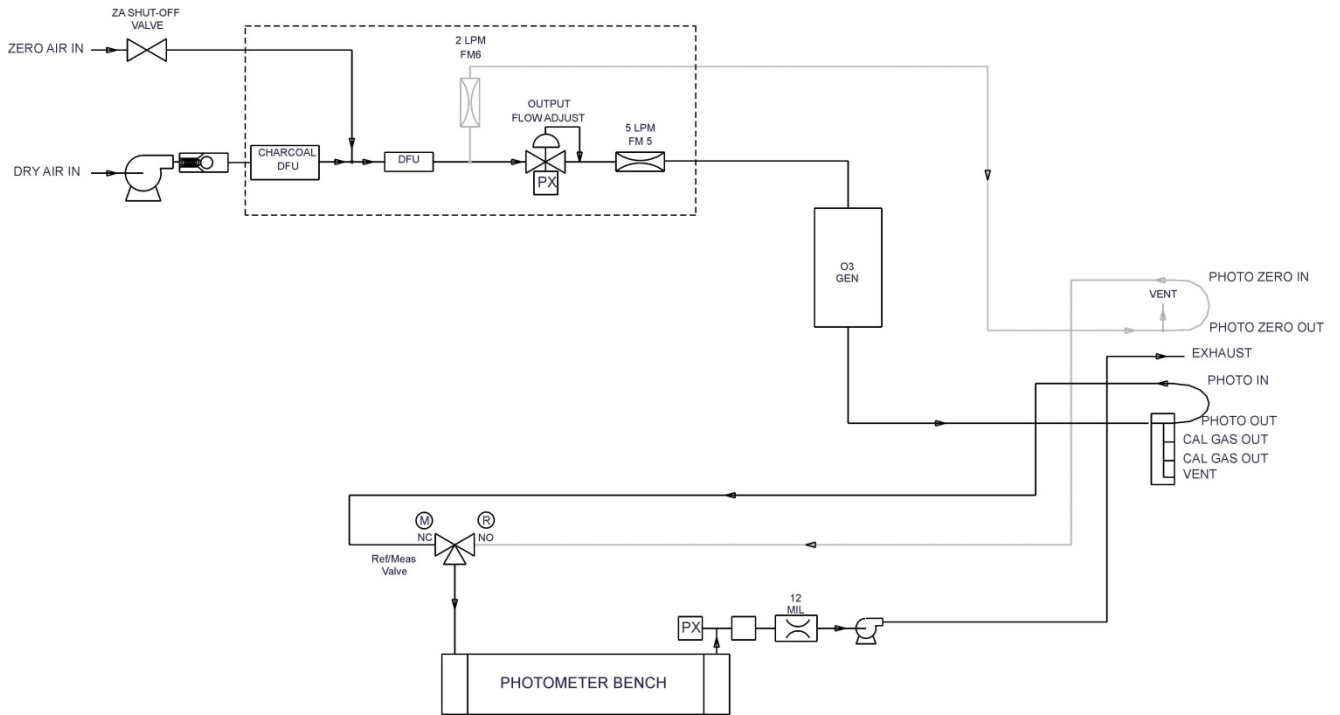 ZA SHUT-OFF
VALVE
ZERO AIR IN
2 LPM
FM6
OUTPUT
FLOW ADJUST
5 LPM
FM 5
DRY AIR IN
CHARCOAL
DFU
DFU
PX
O3
GEN
PHOTO ZERO IN
VENT
PHOTO ZERO OUT
EXHAUST
PHOTO IN
PHOTO OUT
CAL GAS OUT
CAL GAS OUT
VENT
M
R
NC
NO
Ref/Meas
Valve
12
MIL
PX
PHOTOMETER BENCH